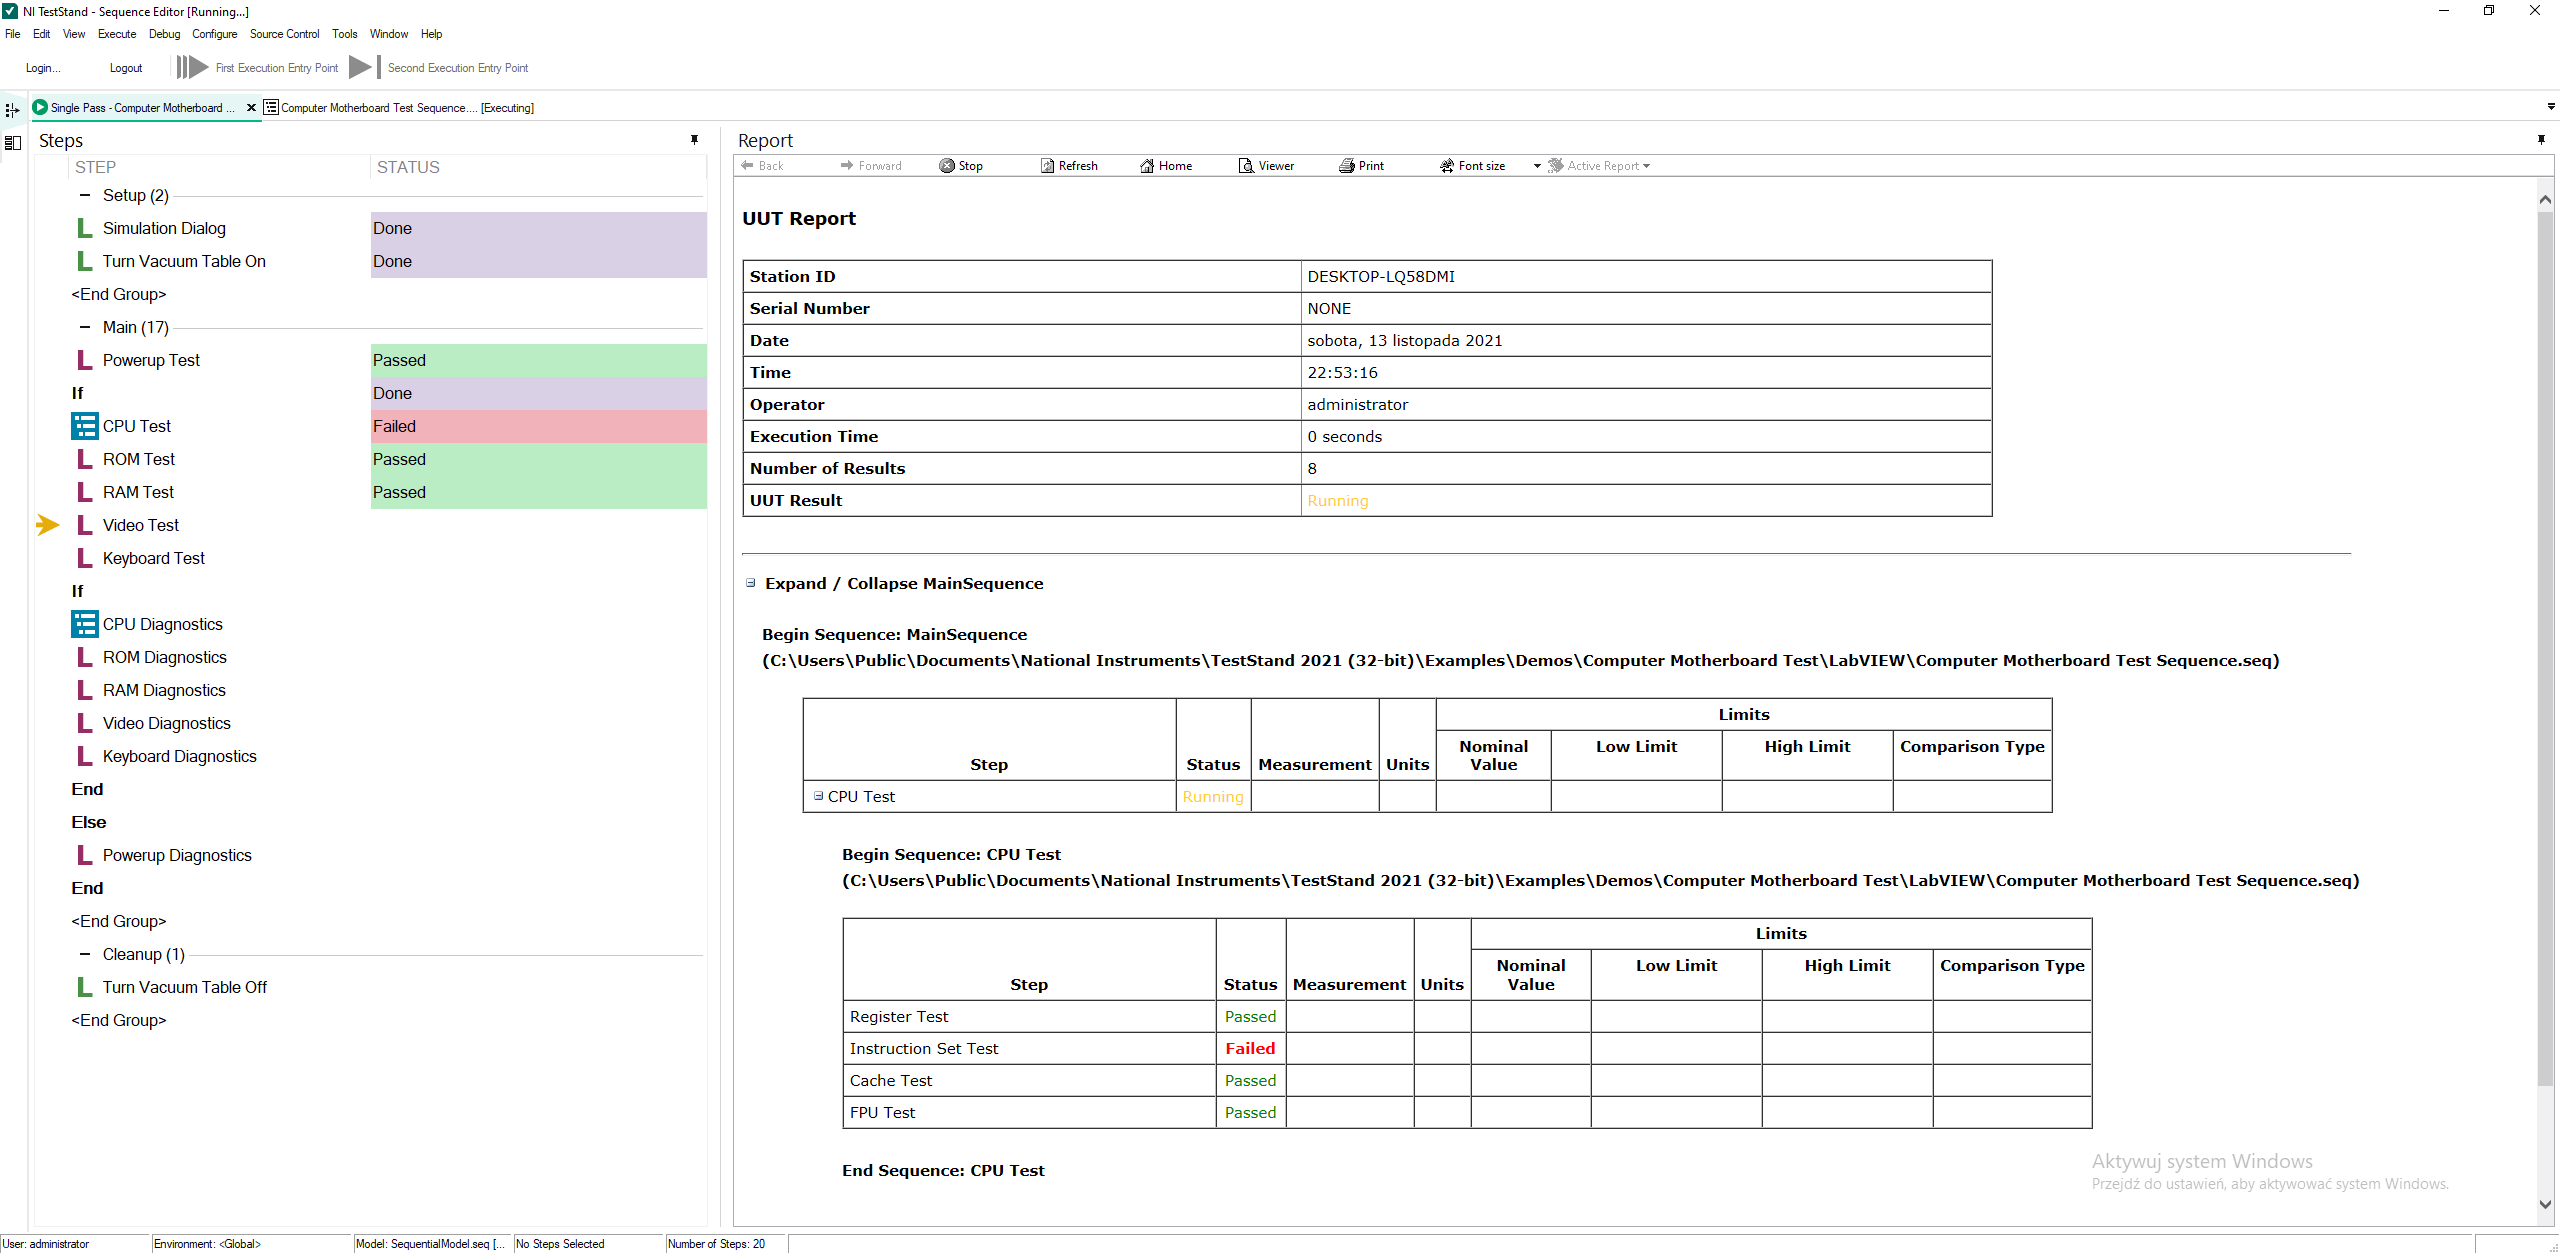 NI TestStand - Sequence Editor [Running...]
File Edit View Execute Debug Configure Source Control Tools Window Help
Login... Logout First Execution Entry Point Second Execution Entry Point
Single Pass - Computer Motherboard ... Computer Motherboard Test Sequence.... [Executing]
Steps
STEP STATUS
Setup (2)
Simulation Dialog Done
Turn Vacuum Table On Done
<End Group>
Main (17)
Powerup Test Passed
If Done
CPU Test Failed
ROM Test Passed
RAM Test Passed
Video Test
Keyboard Test
If
CPU Diagnostics
ROM Diagnostics
RAM Diagnostics
Video Diagnostics
Keyboard Diagnostics
End
Else
Powerup Diagnostics
End
<End Group>
Cleanup (1)
Turn Vacuum Table Off
<End Group>
Report
Back Forward Stop Refresh Home Viewer Print Font size Active Report
UUT Report
Station ID DESKTOP-LQ58DMI
Serial Number NONE
Date sobota, 13 listopada 2021
Time 22:53:16
Operator administrator
Execution Time 0 seconds
Number of Results 8
UUT Result Running
Expand / Collapse MainSequence
Begin Sequence: MainSequence
(C:\Users\Public\Documents\National Instruments\TestStand 2021 (32-bit)\Examples\Demos\Computer Motherboard Test\LabVIEW\Computer Motherboard Test Sequence.seq)
Limits
Step Status Measurement Units Nominal Value Low Limit High Limit Comparison Type
CPU Test Running
Begin Sequence: CPU Test
(C:\Users\Public\Documents\National Instruments\TestStand 2021 (32-bit)\Examples\Demos\Computer Motherboard Test\LabVIEW\Computer Motherboard Test Sequence.seq)
Limits
Step Status Measurement Units Nominal Value Low Limit High Limit Comparison Type
Register Test Passed
Instruction Set Test Failed
Cache Test Passed
FPU Test Passed
End Sequence: CPU Test
Aktywuj system Windows
Przejdź do ustawień, aby aktywować system Windows.
User: administrator Environment: <Global> Model: SequentialModel.seq [... No Steps Selected Number of Steps: 20